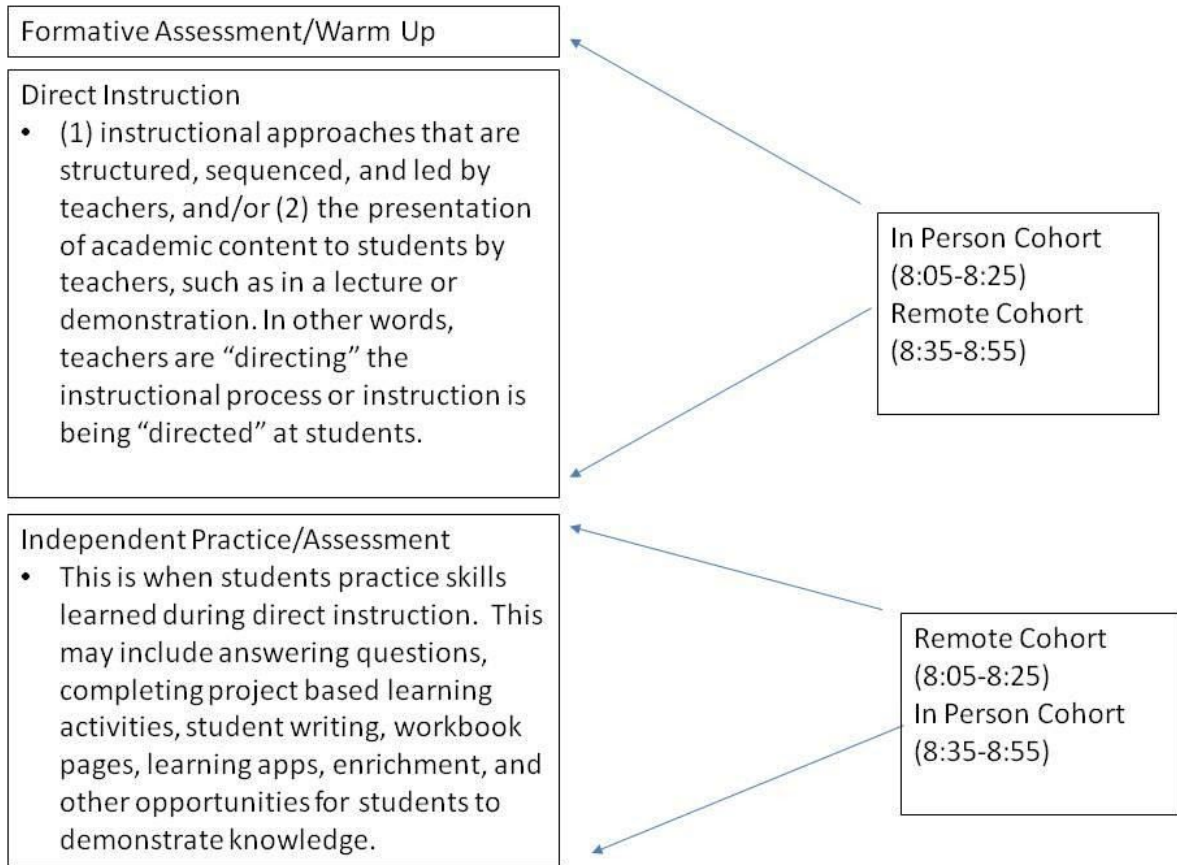 Formative Assessment/Warm Up
Direct Instruction
• (1) instructional approaches that are
structured, sequenced, and led by
teachers, and/or (2) the presentation
of academic content to students by
teachers, such as in a lecture or
demonstration. In other words,
teachers are “directing” the
instructional process or instruction is
being “directed” at students.
In Person Cohort
(8:05-8:25)
Remote Cohort
(8:35-8:55)
Independent Practice/Assessment
• This is when students practice skills
learned during direct instruction.  This
may include answering questions,
completing project based learning
activities, student writing, workbook
pages, learning apps, enrichment, and
other opportunities for students to
demonstrate knowledge.
Remote Cohort
(8:05-8:25)
In Person Cohort
(8:35-8:55)